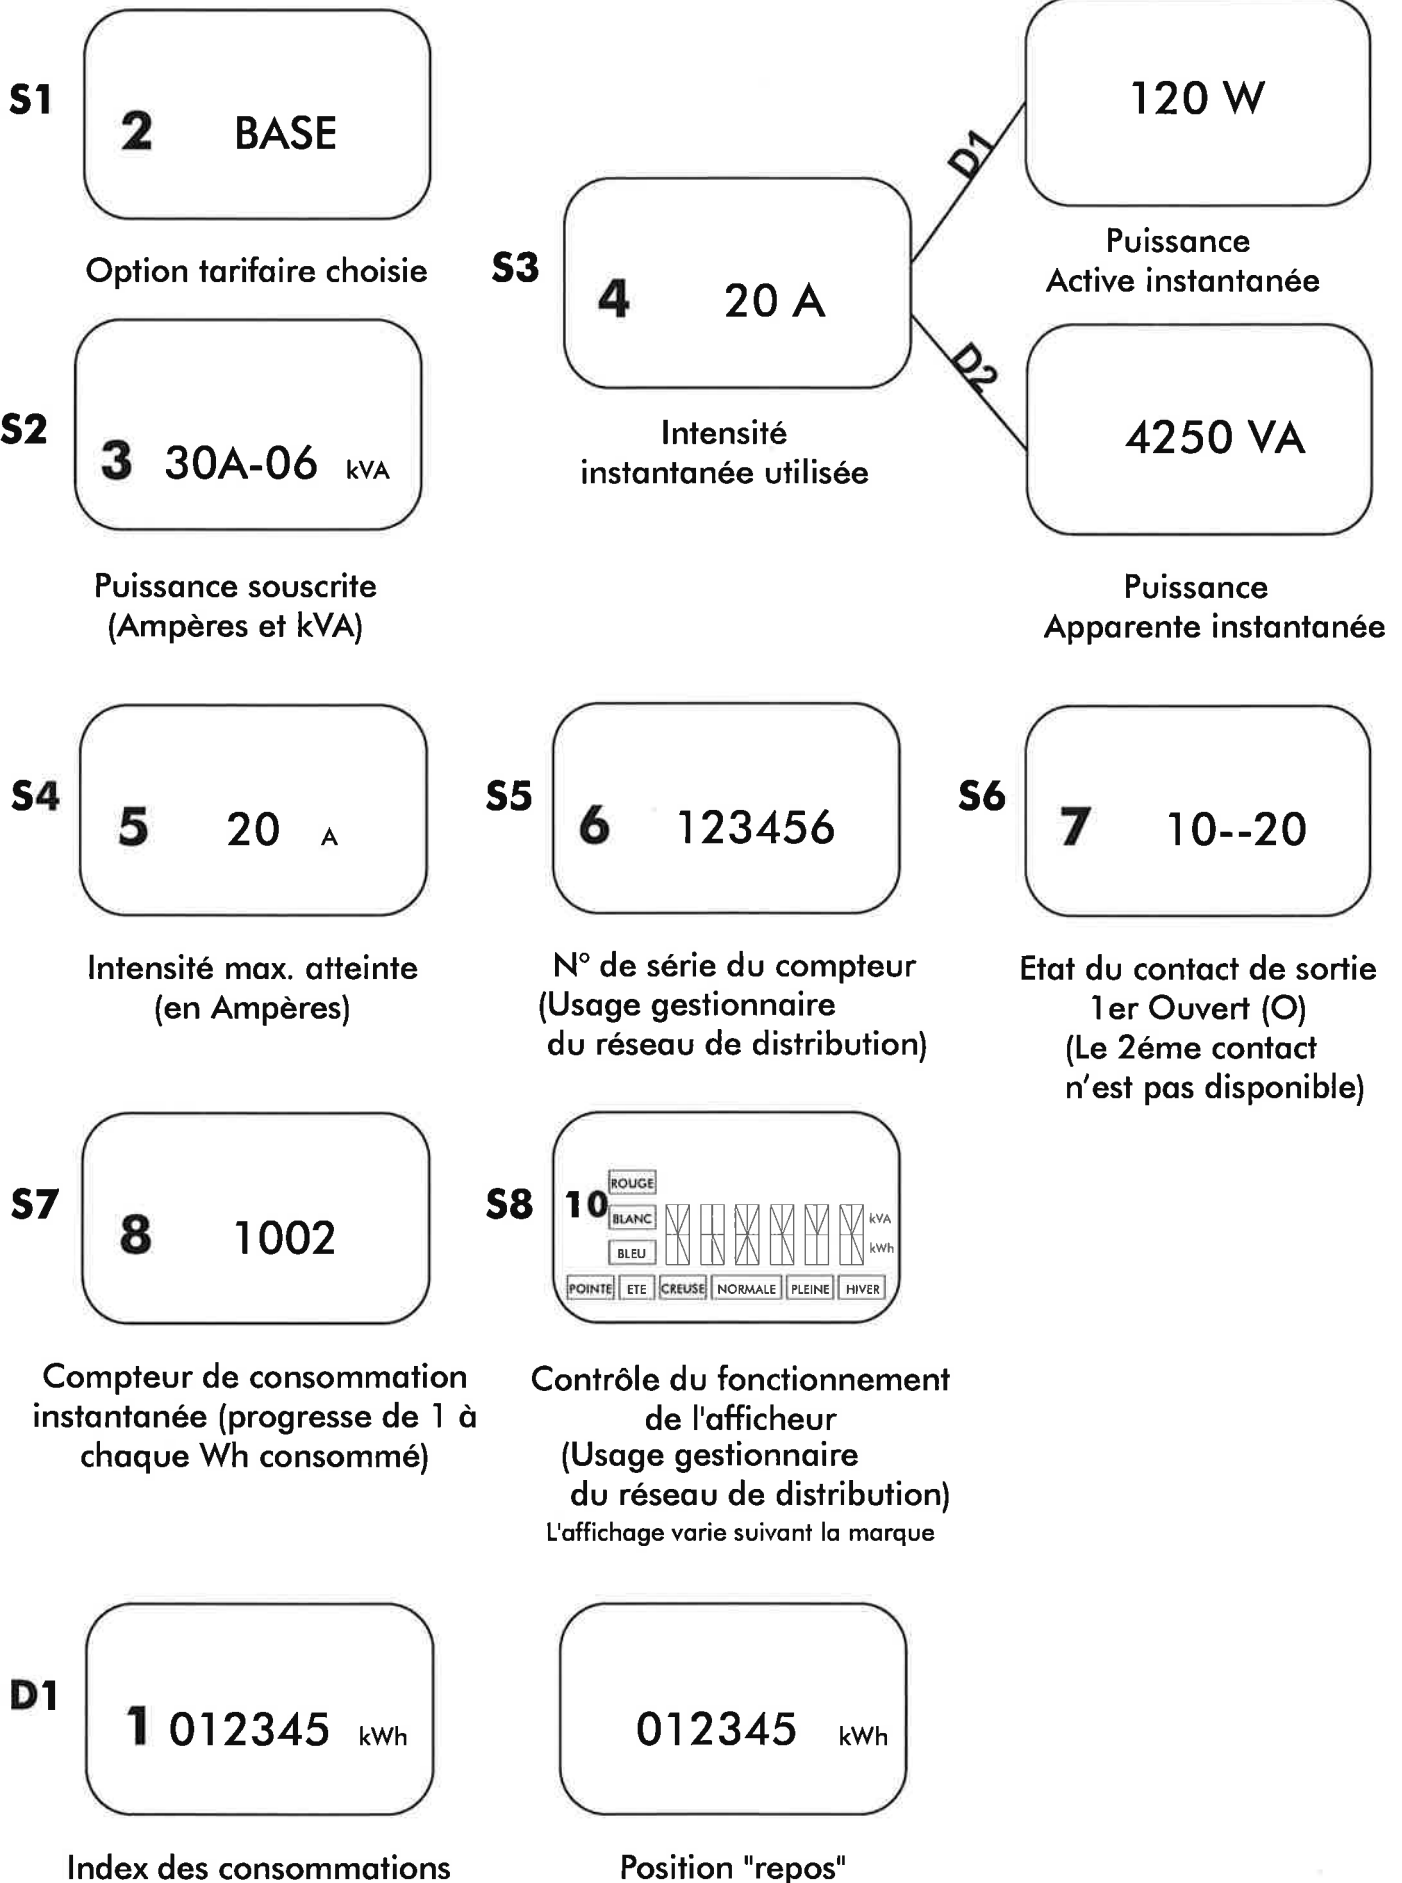 S1
2 BASE
Option tarifaire choisie
S2
3 30A-06 kVA
Puissance souscrite
(Ampères et kVA)
S3
4 20 A
Intensité
instantanée utilisée
D1
120 W
Puissance
Active instantanée
D2
4250 VA
Puissance
Apparente instantanée
S4
5 20 A
Intensité max. atteinte
(en Ampères)
S5
6 123456
N° de série du compteur
(Usage gestionnaire
du réseau de distribution)
S6
7 10--20
Etat du contact de sortie
1er Ouvert (O)
(Le 2éme contact
n'est pas disponible)
S7
8 1002
Compteur de consommation
instantanée (progresse de 1 à
chaque Wh consommé)
S8
10
ROUGE
BLANC
BLEU
kVA
kWh
POINTE ETE CREUSE NORMALE PLEINE HIVER
Contrôle du fonctionnement
de l'afficheur
(Usage gestionnaire
du réseau de distribution)
L'affichage varie suivant la marque
D1
1 012345 kWh
Index des consommations
012345 kWh
Position "repos"